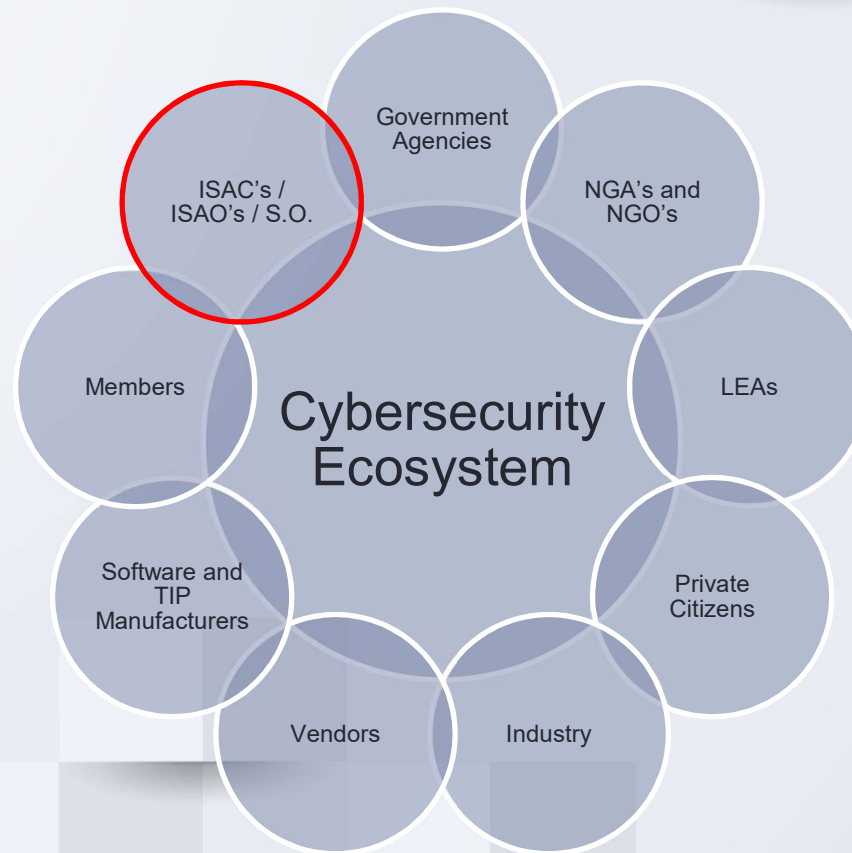 Government
Agencies
NGA's and
NGO's
LEAs
Private
Citizens
Industry
Vendors
Software and
TIP
Manufacturers
Members
ISAC's /
ISAO's / S.O.
Cybersecurity
Ecosystem